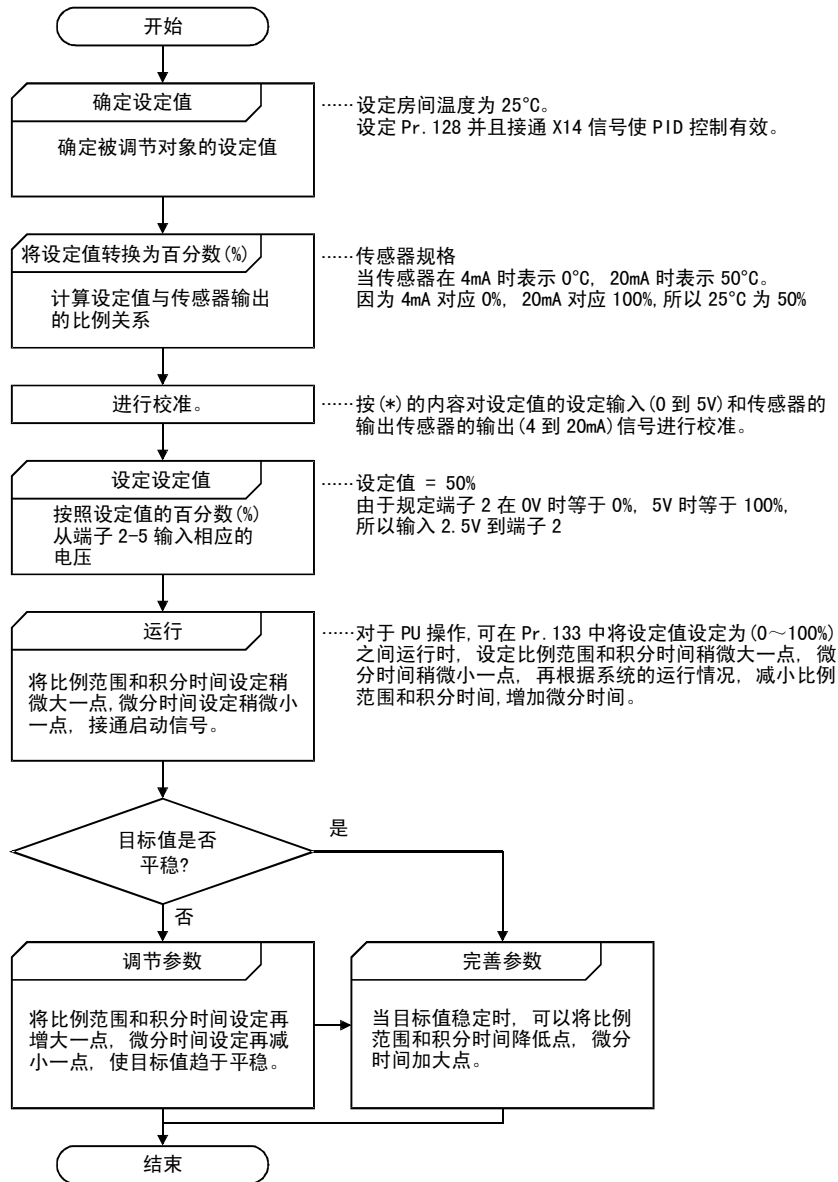 开始
确定设定值
确定被调节对象的设定值
……设定房间温度为 25°C。
设定 Pr.128 并且接通 X14 信号使 PID 控制有效。
将设定值转换为百分数(%)
计算设定值与传感器输出
的比例关系
……传感器规格
当传感器在 4mA 时表示 0°C, 20mA 时表示 50°C。
因为 4mA 对应 0%, 20mA 对应 100%,所以 25°C 为 50%
进行校准。
……按(*)的内容对设定值的设定输入(0 到 5V)和传感器的
输出传感器的输出(4 到 20mA)信号进行校准。
设定设定值
按照设定值的百分数(%)
从端子 2-5 输入相应的
电压
……设定值 = 50%
由于规定端子 2 在 0V 时等于 0%, 5V 时等于 100%,
所以输入 2.5V 到端子 2
运行
将比例范围和积分时间设定稍
微大一点,微分时间设定稍微小
一点, 接通启动信号。
……对于 PU 操作,可在 Pr.133 中将设定值设定为(0～100%)
之间运行时, 设定比例范围和积分时间稍微大一点, 微
分时间稍微小一点, 再根据系统的运行情况, 减小比例
范围和积分时间,增加微分时间。
目标值是否
平稳?
是
否
调节参数
将比例范围和积分时间设定再
增大一点, 微分时间设定再减
小一点, 使目标值趋于平稳。
完善参数
当目标值稳定时, 可以将比例
范围和积分时间降低点, 微分
时间加大点。
结束